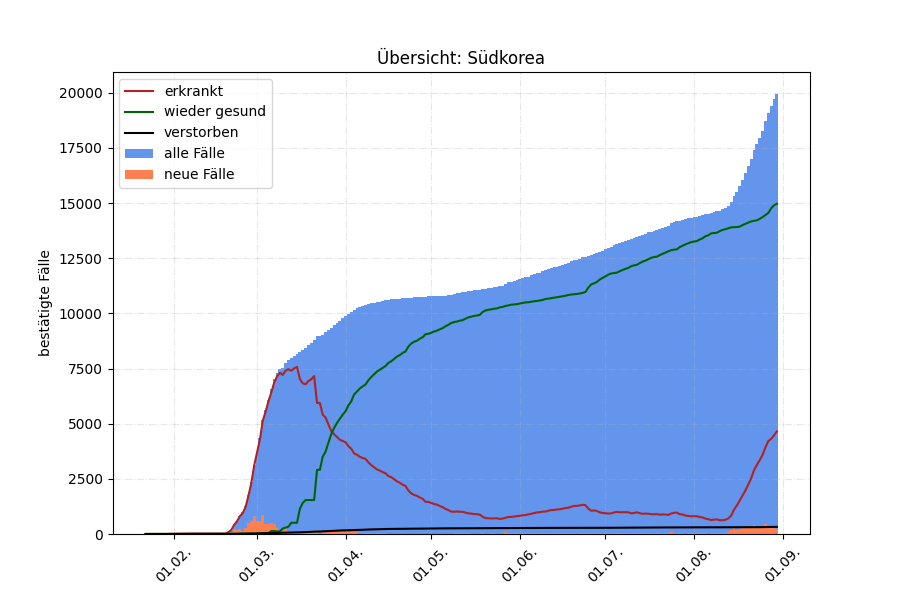 Übersicht: Südkorea
erkrankt
wieder gesund
verstorben
alle Fälle
neue Fälle
bestätigte Fälle
20000
17500
15000
12500
10000
7500
5000
2500
0
01.02.
01.03.
01.04.
01.05.
01.06.
01.07.
01.08.
01.09.